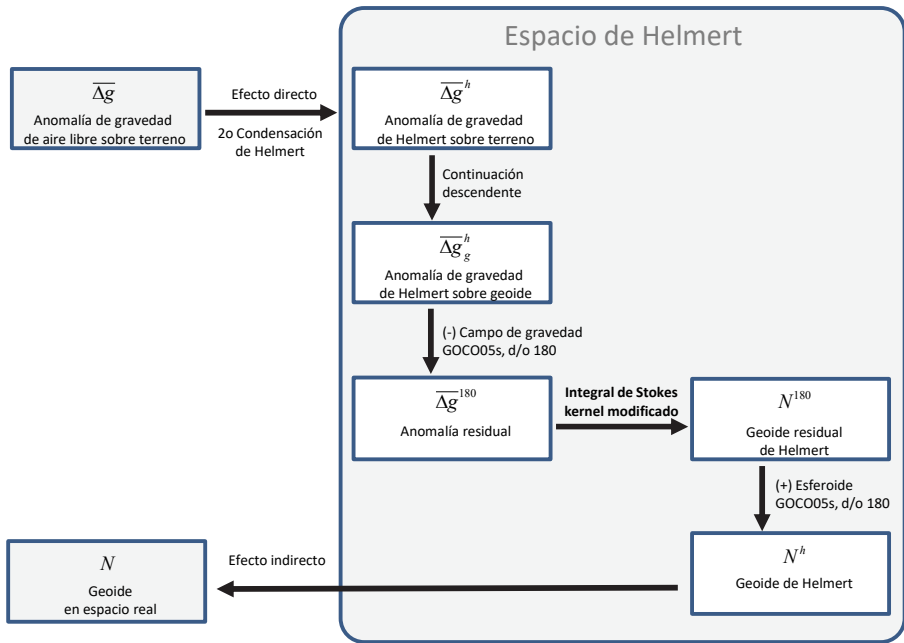 Espacio de Helmert
Δg
Anomalía de gravedad
de aire libre sobre terreno
Efecto directo
2o Condensación
de Helmert
Δg^h
Anomalía de gravedad
de Helmert sobre terreno
Continuación
descendente
Δg^h_g
Anomalía de gravedad
de Helmert sobre geoide
(-) Campo de gravedad
GOCO05s, d/o 180
Δg^180
Anomalía residual
Integral de Stokes
kernel modificado
N^180
Geoide residual
de Helmert
(+) Esferoide
GOCO05s, d/o 180
N^h
Geoide de Helmert
Efecto indirecto
N
Geoide
en espacio real